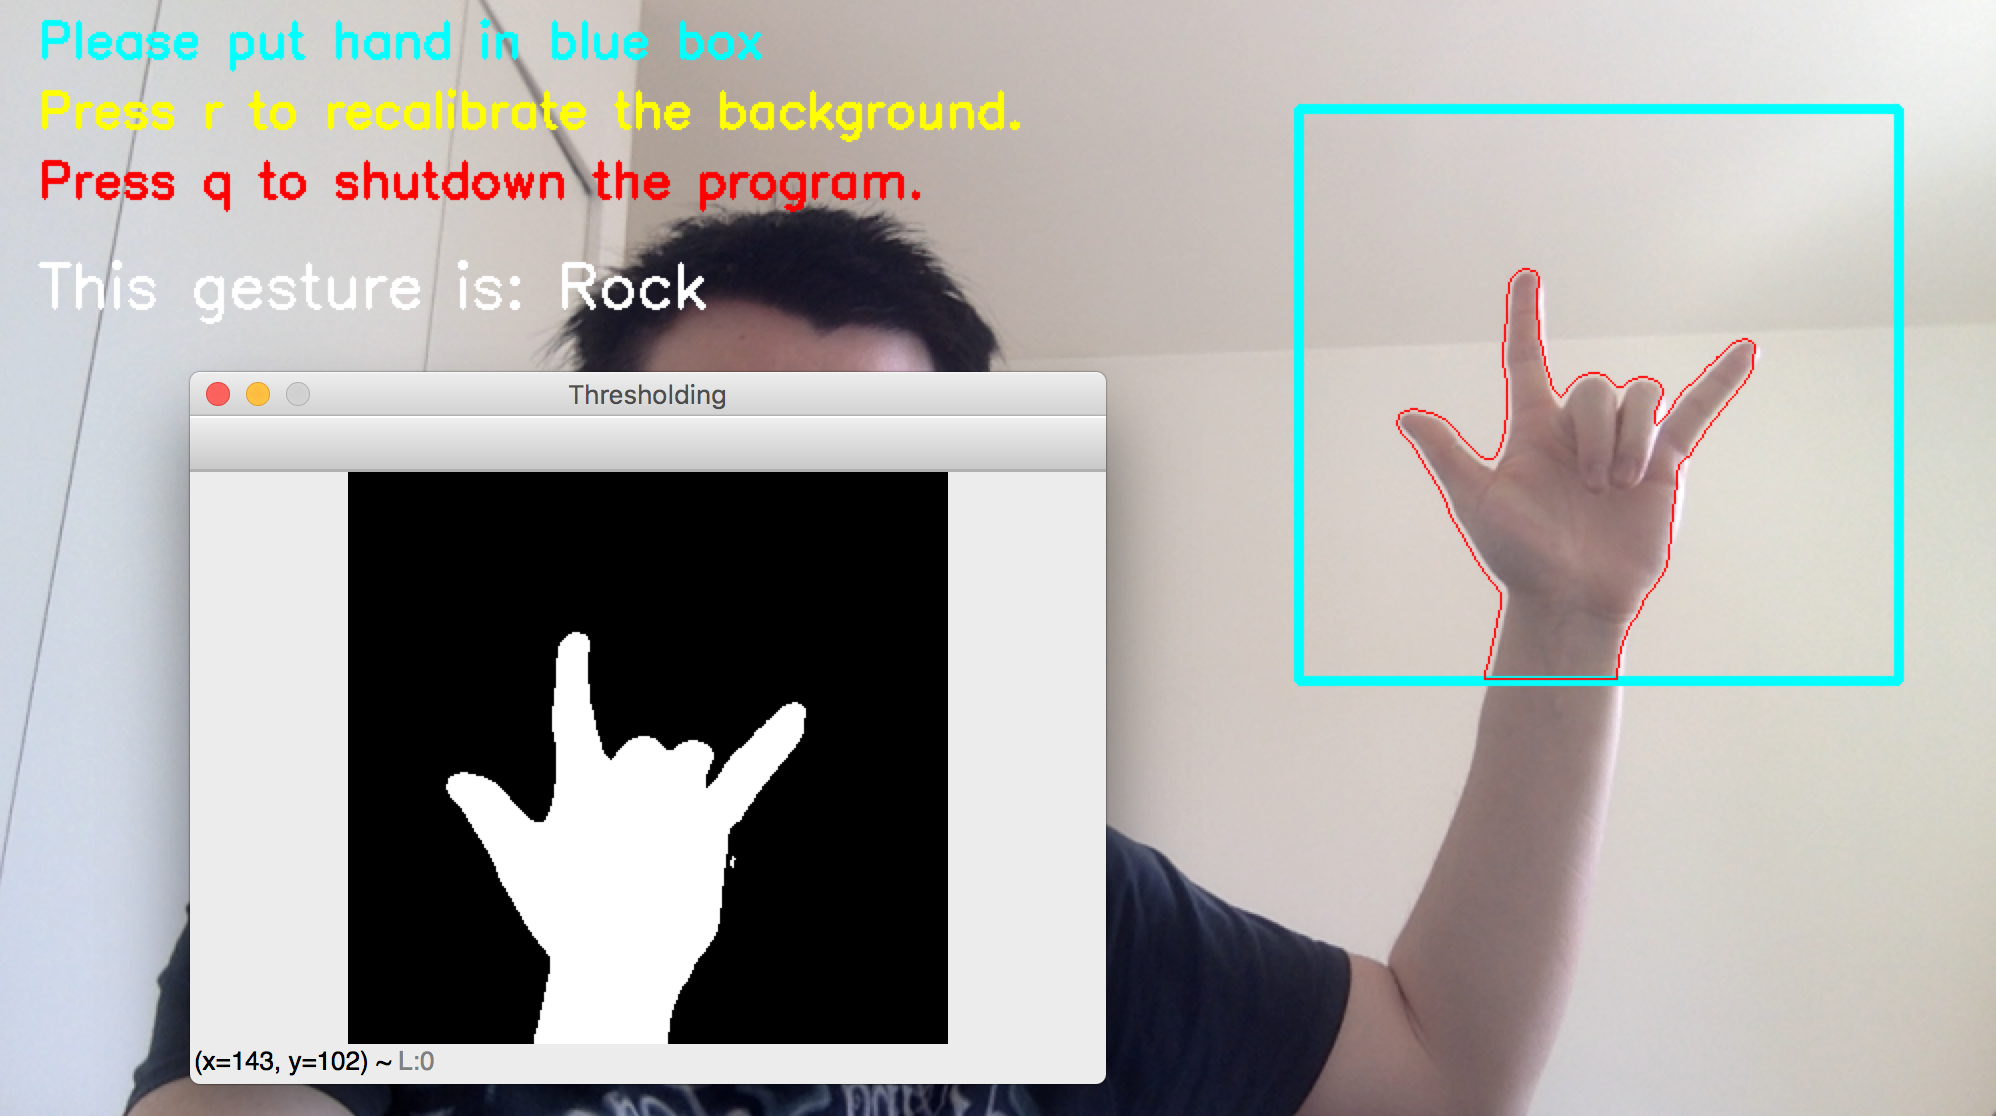 Please put hand in blue box
Press r to recalibrate the background.
Press q to shutdown the program.
This gesture is: Rock
Thresholding
(x=143, y=102) ~ L:0